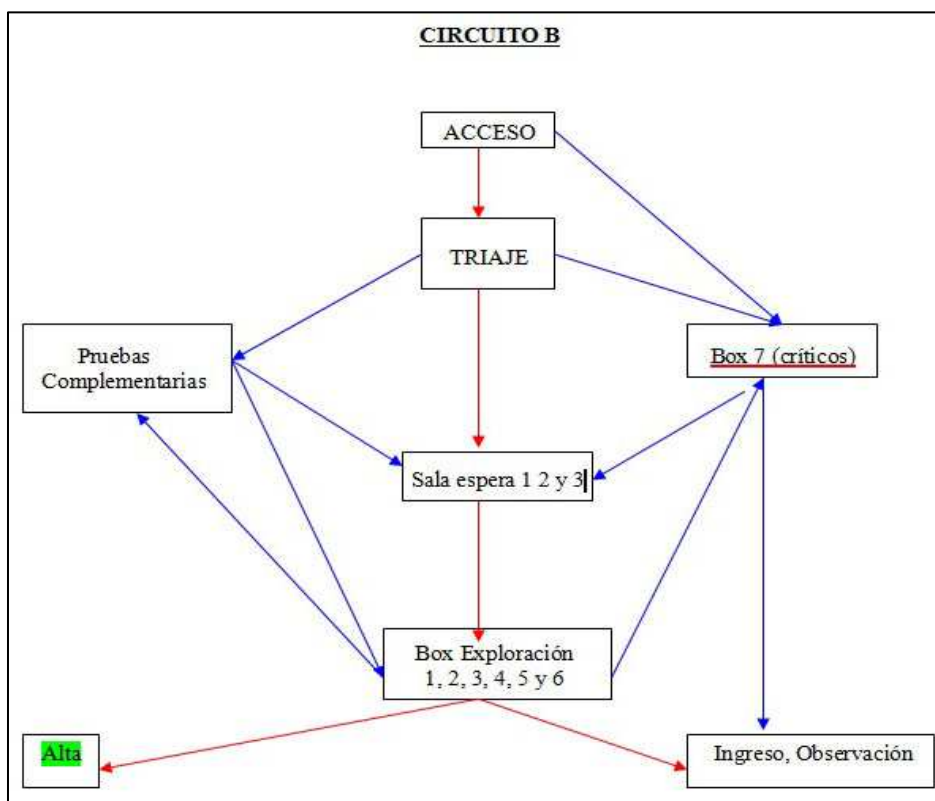 CIRCUITO B
ACCESO
TRIAJE
Pruebas
Complementarias
Box 7 (críticos)
Sala espera 1 2 y 3
Box Exploración
1, 2, 3, 4, 5 y 6
Alta
Ingreso, Observación